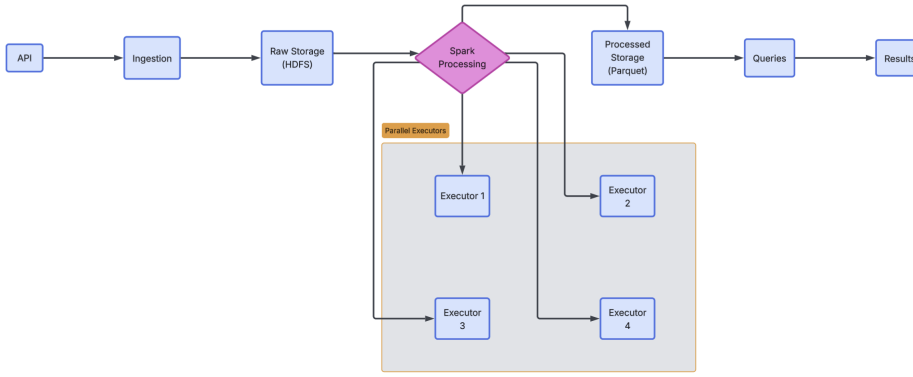 API
Ingestion
Raw Storage
(HDFS)
Spark
Processing
Processed
Storage
(Parquet)
Queries
Results
Parallel Executors
Executor 1
Executor
2
Executor
3
Executor
4